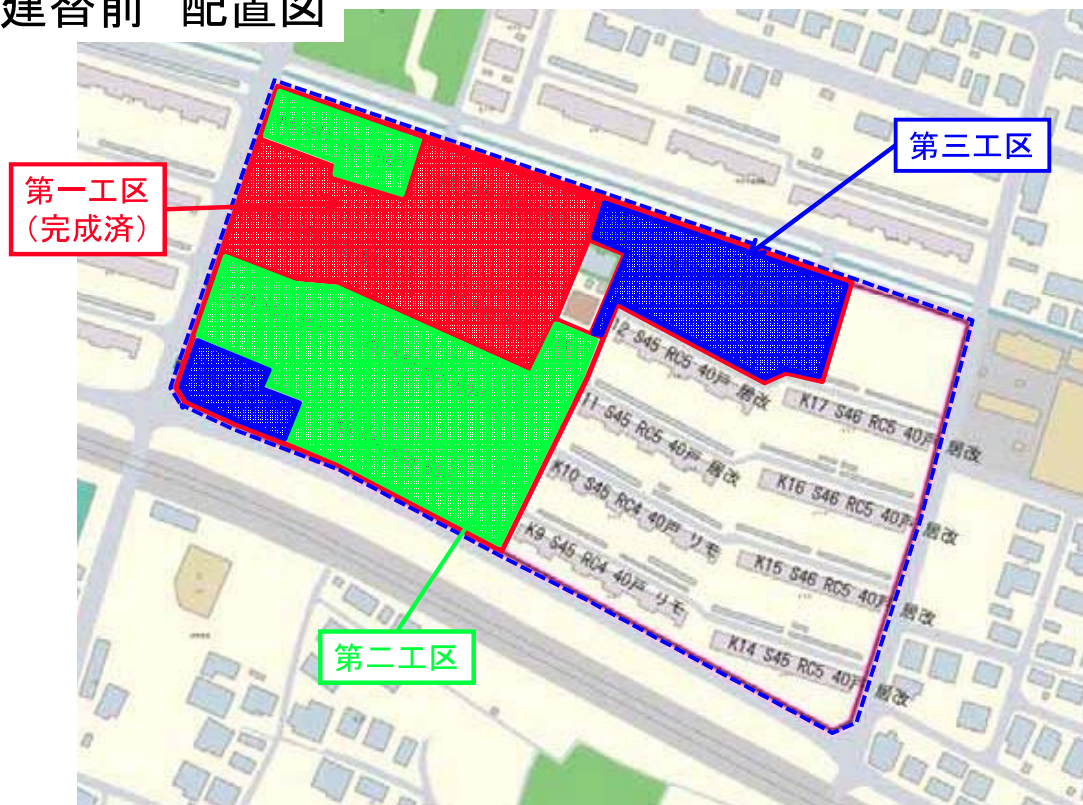 建替前 配置図
第三工区
第一工区
(完成済)
12 S45 RC5 40戸 居改
K17 S46 RC5 40戸 居改
11 S45 RC5 40戸 居改
K16 S46 RC5 40戸 居改
K10 S45 RC4 40戸 リモ
K15 S46 RC5 40戸 居改
K9 S45 RC4 40戸 リモ
K14 S45 RC5 40戸 居改
第二工区